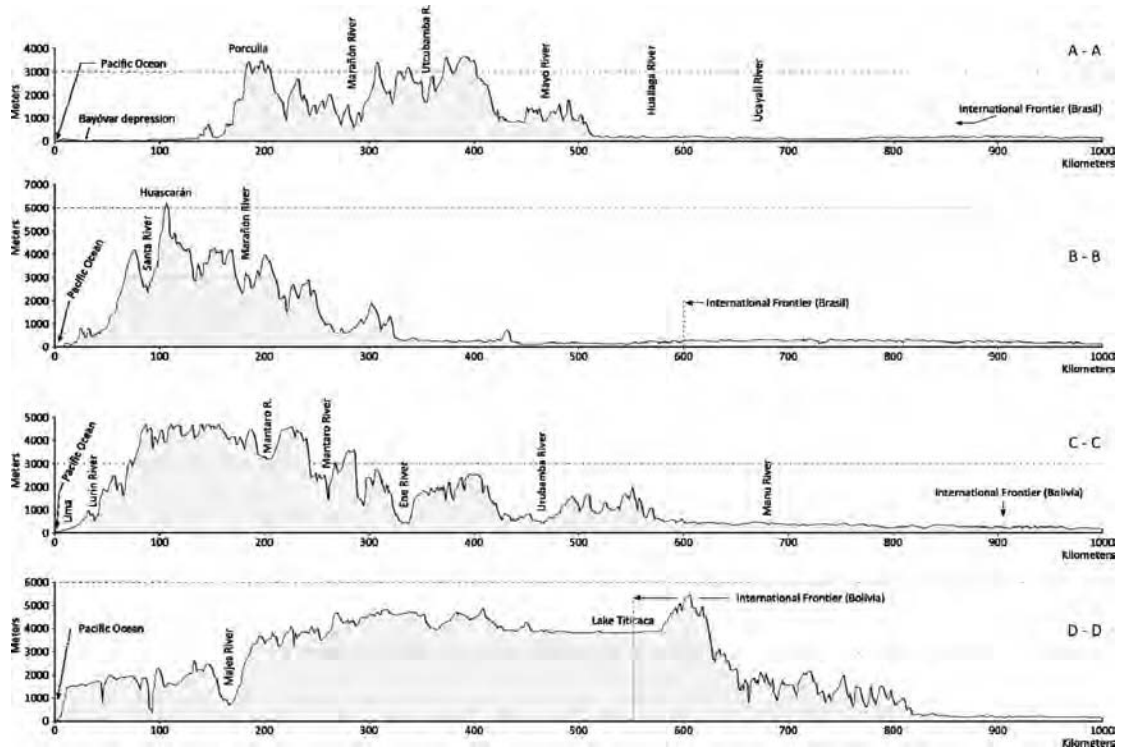 A - A
Meters
4000
3000
2000
1000
0
Pacific Ocean
Bayóvar depression
Porculla
Marañón River
Utcubamba R.
Mayo River
Huallaga River
Ucayali River
International Frontier (Brasil)
0 100 200 300 400 500 600 700 800 900 1000
Kilometers
B - B
Meters
7000
6000
5000
4000
3000
2000
1000
0
Pacific Ocean
Santa River
Huascarán
Marañón River
International Frontier (Brasil)
0 100 200 300 400 500 600 700 800 900 1000
Kilometers
C - C
Meters
5000
4000
3000
2000
1000
0
Pacific Ocean
Lima
Lurín River
Mantaro R.
Mantaro River
Ene River
Urubamba River
Manu River
International Frontier (Bolivia)
0 100 200 300 400 500 600 700 800 900 1000
Kilometers
D - D
Meters
6000
5000
4000
3000
2000
1000
0
Pacific Ocean
Majes River
Lake Titicaca
International Frontier (Bolivia)
0 100 200 300 400 500 600 700 800 900 1000
Kilometers